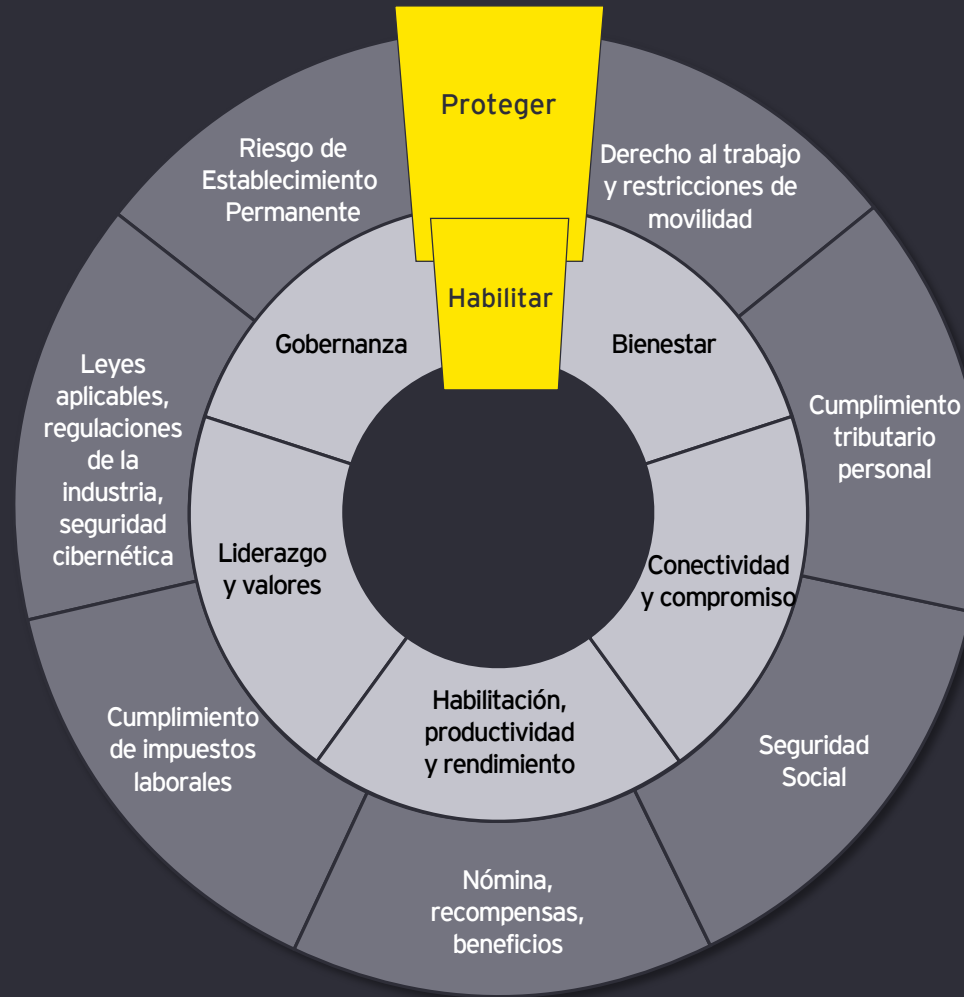 Proteger
Habilitar
Derecho al trabajo
y restricciones de
movilidad
Cumplimiento
tributario
personal
Seguridad
Social
Nómina,
recompensas,
beneficios
Cumplimiento
de impuestos
laborales
Leyes
aplicables,
regulaciones
de la
industria,
seguridad
cibernética
Riesgo de
Establecimiento
Permanente
Bienestar
Conectividad
y compromiso
Habilitación,
productividad
y rendimiento
Liderazgo
y valores
Gobernanza